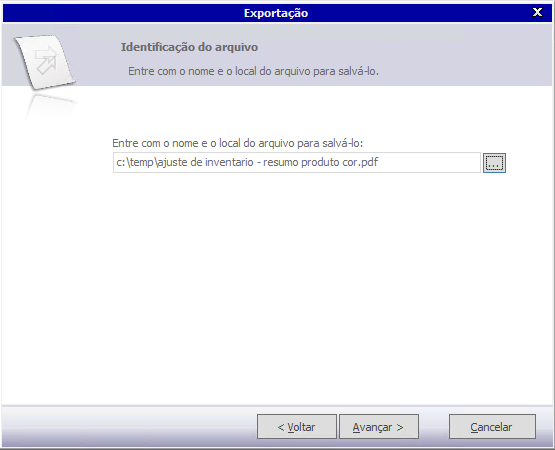 Exportação
Identificação do arquivo
Entre com o nome e o local do arquivo para salvá-lo.
Entre com o nome e o local do arquivo para salvá-lo:
c:\temp\ajuste de inventario - resumo produto cor.pdf
...
< Voltar
Avançar >
Cancelar